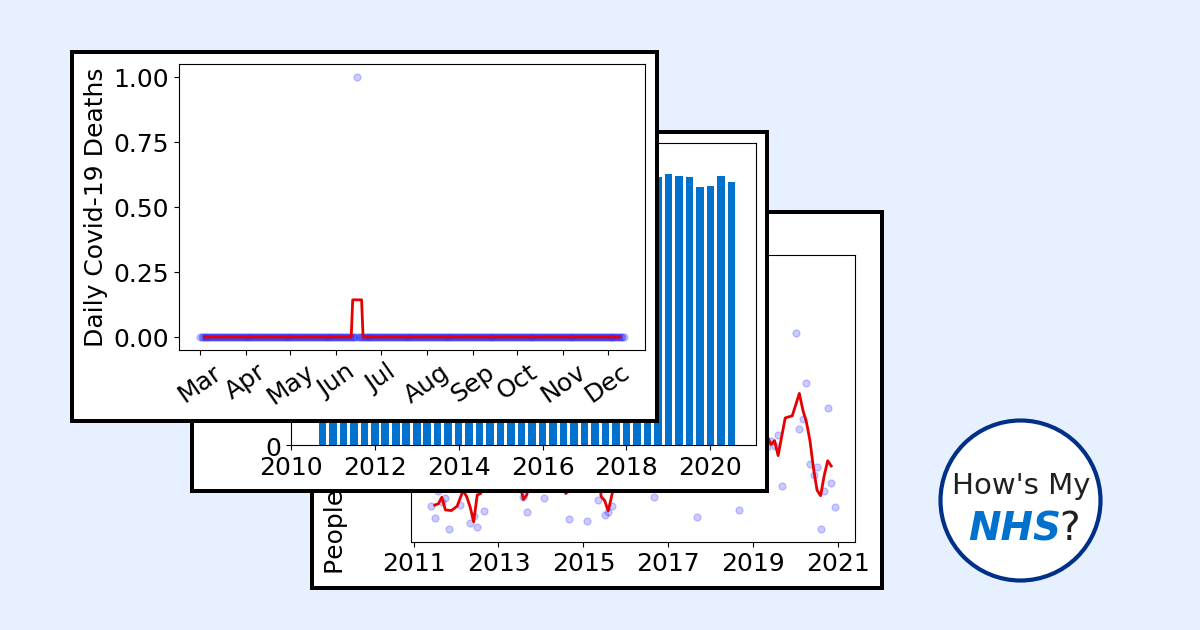 Daily Covid-19 Deaths
1.00
0.75
0.50
0.25
0.00
Mar Apr May Jun Jul Aug Sep Oct Nov Dec
0
2010 2012 2014 2016 2018 2020
People
2011 2013 2015 2017 2019 2021
How's My
NHS?